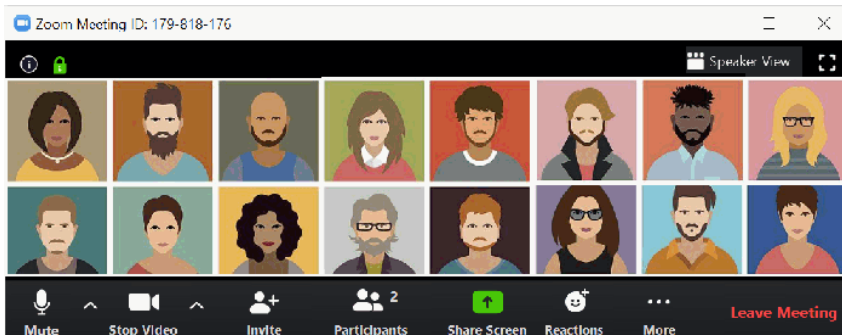 Zoom Meeting ID: 179-818-176
Speaker View
2
Mute Stop Video Invite Participants Share Screen Reactions More Leave Meeting